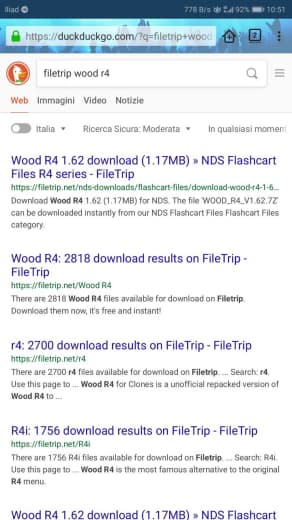 Iliad
778 B/s 92% 10:51
https://duckduckgo.com/?q=filetrip+wood
2
filetrip wood r4
Web Immagini Video Notizie
Italia Ricerca Sicura: Moderata In qualsiasi moment
Wood R4 1.62 download (1.17MB) » NDS Flashcart
Files R4 series - FileTrip
https://filetrip.net/nds-downloads/flashcart-files/download-wood-r4-1-6...
Download Wood R4 1.62 (1.17MB) for NDS. The file 'WOOD_R4_V1.62.7Z'
can be downloaded instantly from our NDS Flashcart Files Flashcart Files
category.
Wood R4: 2818 download results on FileTrip -
FileTrip
https://filetrip.net/Wood R4
There are 2818 Wood R4 files available for download on Filetrip.
Download them now, it's free and instant!
r4: 2700 download results on FileTrip - FileTrip
https://filetrip.net/r4
There are 2700 r4 files available for download on Filetrip. ... Search: r4.
Use this page to ... Wood R4 for Clones is a unofficial repacked version of
Wood R4 to ...
R4i: 1756 download results on FileTrip - FileTrip
https://filetrip.net/R4i
There are 1756 R4i files available for download on Filetrip. ... Search: R4i.
Use this page to ... Wood R4 is the most famous alternative to the original
R4 menu.
Wood R4 1.62 download (1.17MB) » NDS Flashcart